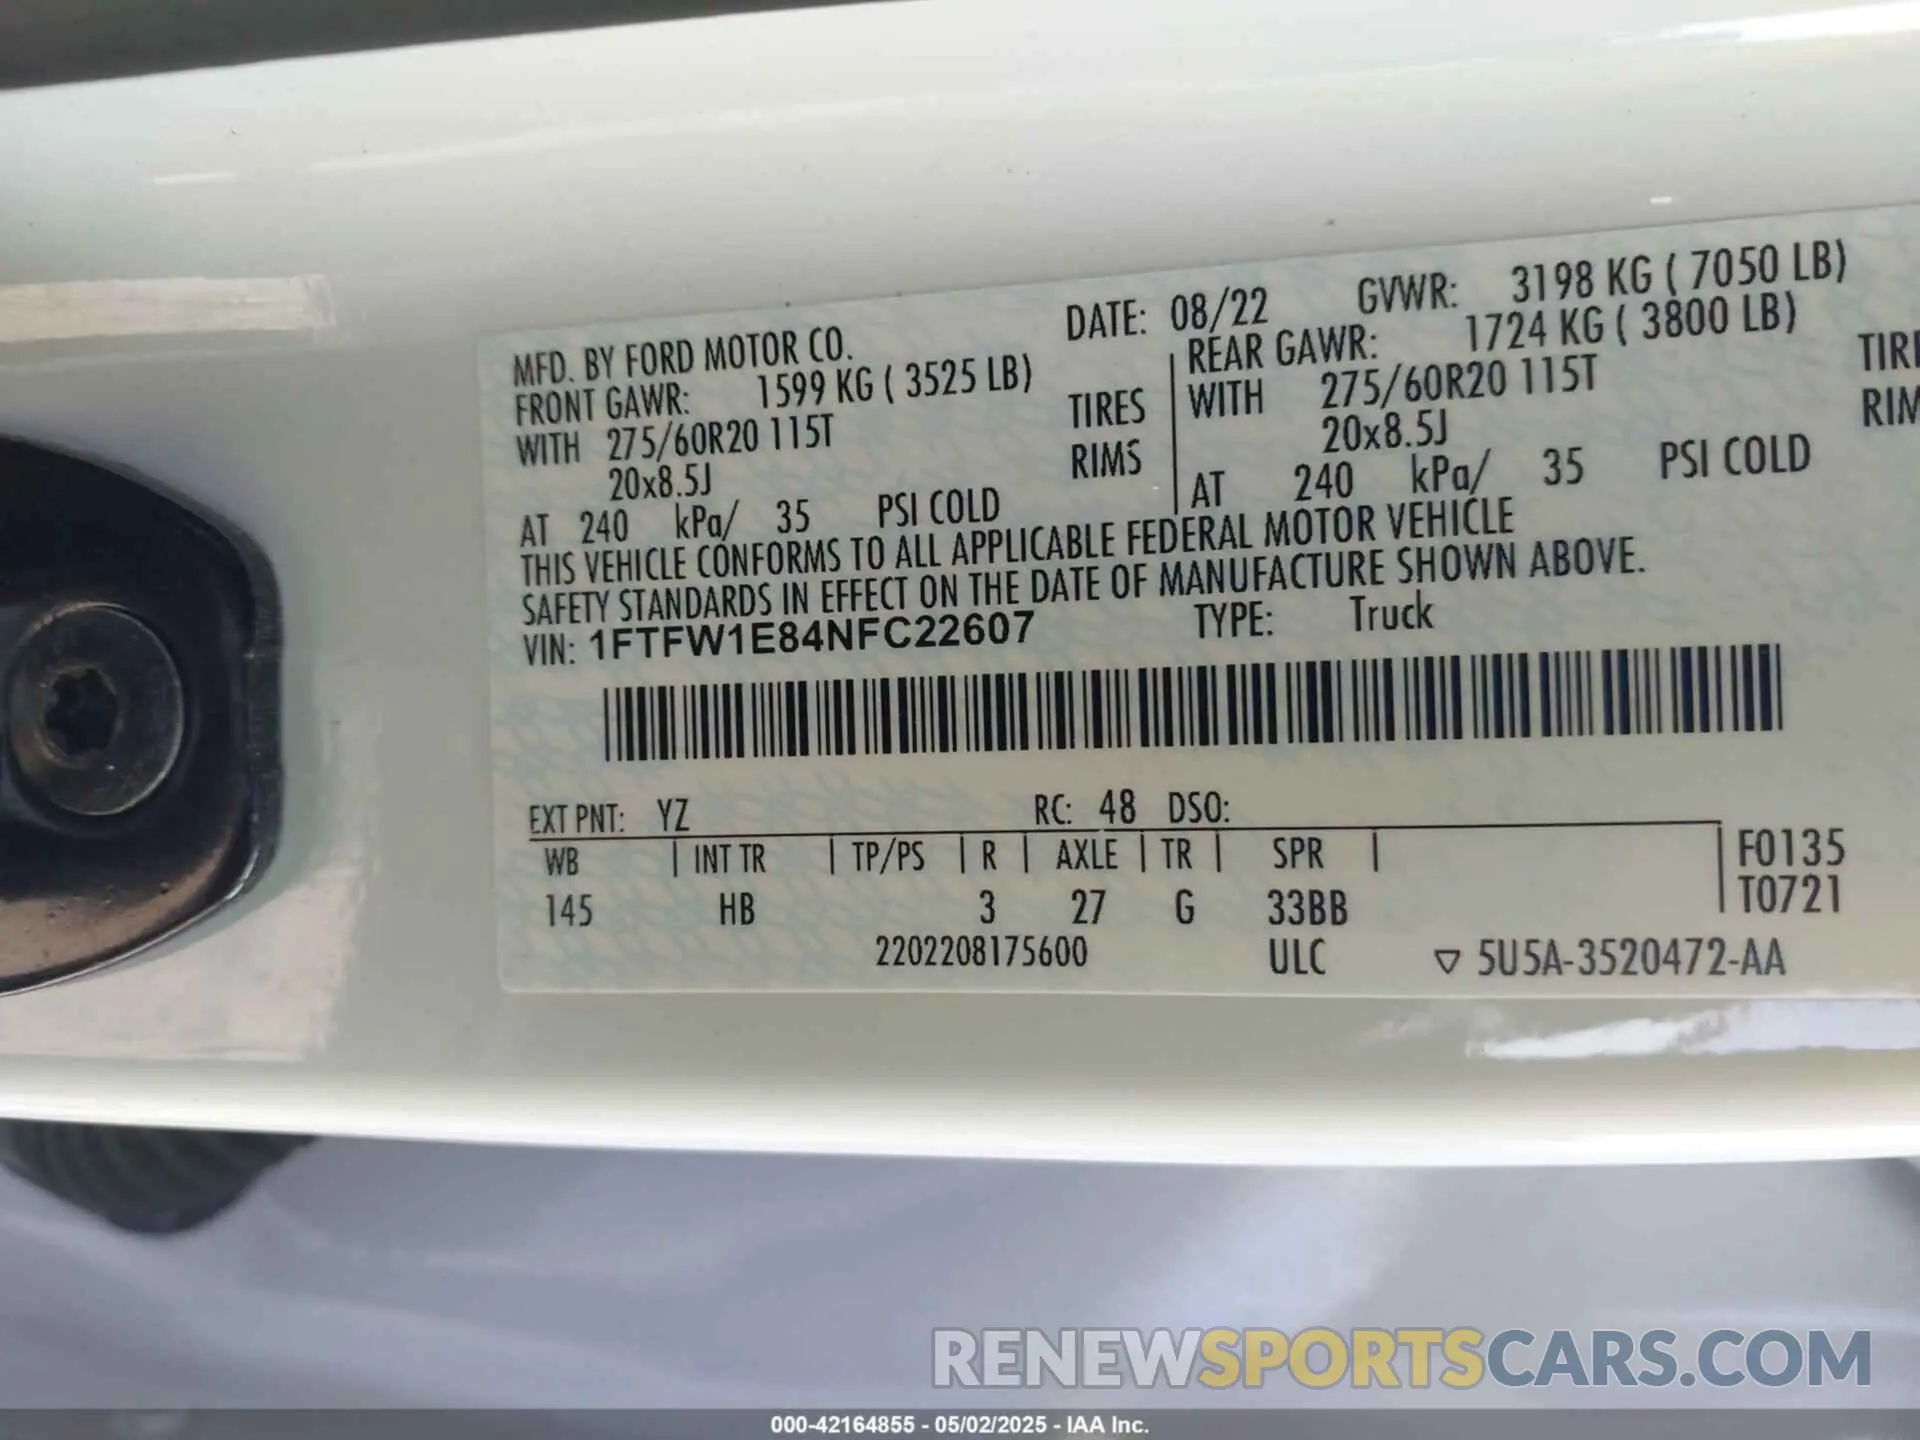 MFD. BY FORD MOTOR CO. DATE: 08/22 GVWR: 3198 KG ( 7050 LB)
FRONT GAWR: 1599 KG ( 3525 LB) REAR GAWR: 1724 KG ( 3800 LB)
WITH 275/60R20 115T TIRES WITH 275/60R20 115T
20x8.5J RIMS 20x8.5J
AT 240 kPa/ 35 PSI COLD AT 240 kPa/ 35 PSI COLD
THIS VEHICLE CONFORMS TO ALL APPLICABLE FEDERAL MOTOR VEHICLE
SAFETY STANDARDS IN EFFECT ON THE DATE OF MANUFACTURE SHOWN ABOVE.
VIN: 1FTFW1E84NFC22607 TYPE: Truck
EXT PNT: YZ RC: 48 DSO:
WB | INT TR | TP/PS | R | AXLE | TR | SPR | F0135
145 HB 3 27 G 33BB T0721
2202208175600 ULC ▽ 5U5A-3520472-AA
RENEWSPORTSCARS.COM
000-42164855 - 05/02/2025 - IAA Inc.